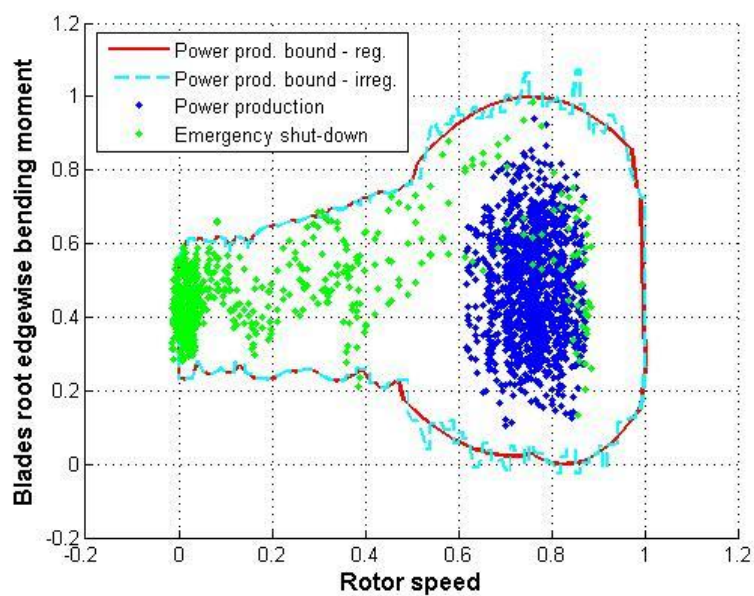 1.2
1
0.8
0.6
0.4
0.2
0
-0.2
Blades root edgewise bending moment
Power prod. bound - reg.
Power prod. bound - irreg.
Power production
Emergency shut-down
-0.2 0 0.2 0.4 0.6 0.8 1 1.2
Rotor speed